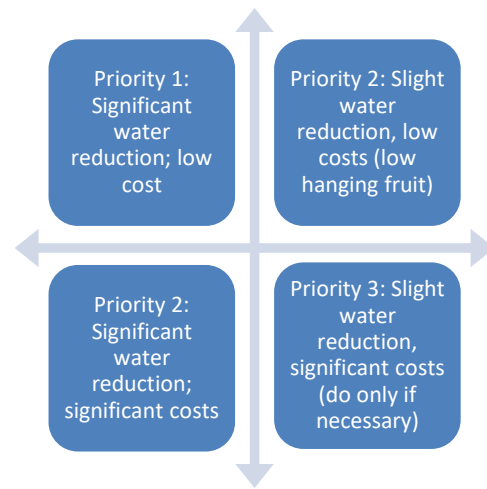 Priority 1:
Significant
water
reduction; low
cost
Priority 2: Slight
water
reduction, low
costs (low
hanging fruit)
Priority 2:
Significant
water
reduction;
significant costs
Priority 3: Slight
water
reduction,
significant costs
(do only if
necessary)